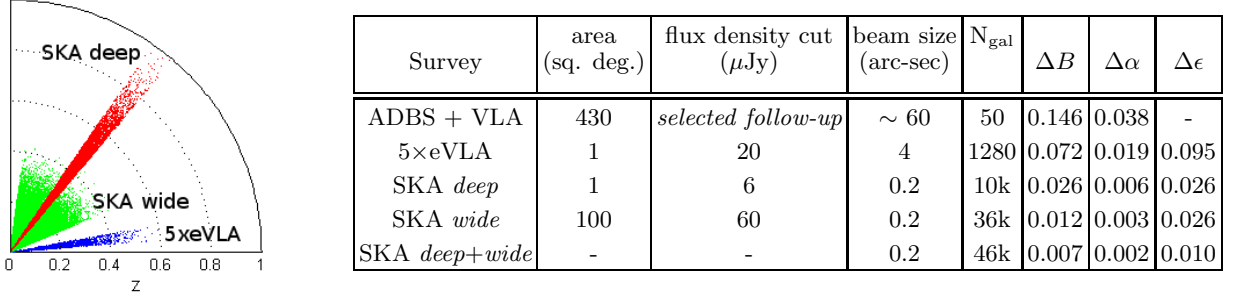 SKA deep
SKA wide
5xeVLA
0 0.2 0.4 0.6 0.8 1
Z
Survey area (sq. deg.) flux density cut (μJy) beam size (arc-sec) N_gal ΔB Δα Δϵ
ADBS + VLA 430 selected follow-up ∼ 60 50 0.146 0.038 -
5×eVLA 1 20 4 1280 0.072 0.019 0.095
SKA deep 1 6 0.2 10k 0.026 0.006 0.026
SKA wide 100 60 0.2 36k 0.012 0.003 0.026
SKA deep+wide - - 0.2 46k 0.007 0.002 0.010